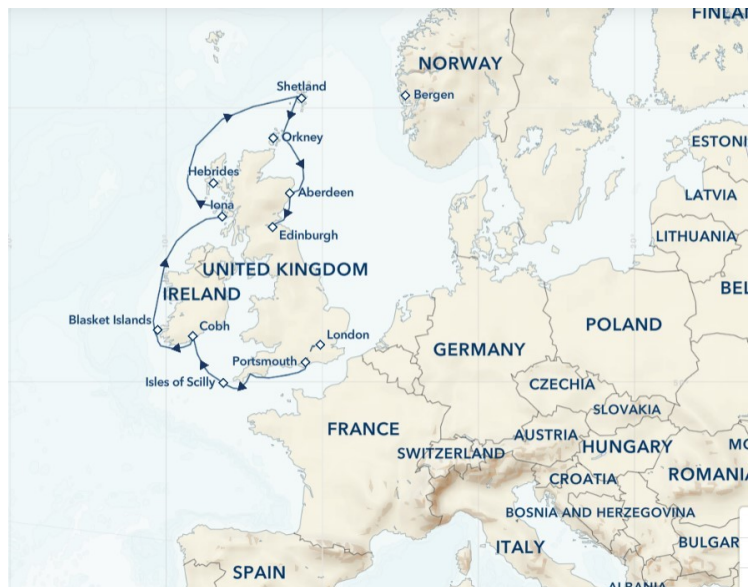 FINLA
NORWAY
Shetland
Bergen
Orkney
ESTONI
Hebrides
Aberdeen
LATVIA
Iona
Edinburgh
LITHUANIA
UNITED KINGDOM
IRELAND
BEL
Blasket Islands
Cobh
London
POLAND
GERMANY
Portsmouth
Isles of Scilly
CZECHIA
SLOVAKIA
FRANCE
AUSTRIA
HUNGARY
MO
SWITZERLAND
ROMANIA
CROATIA
BOSNIA AND HERZEGOVINA
ITALY
BULGAR
SPAIN
ALBANIA